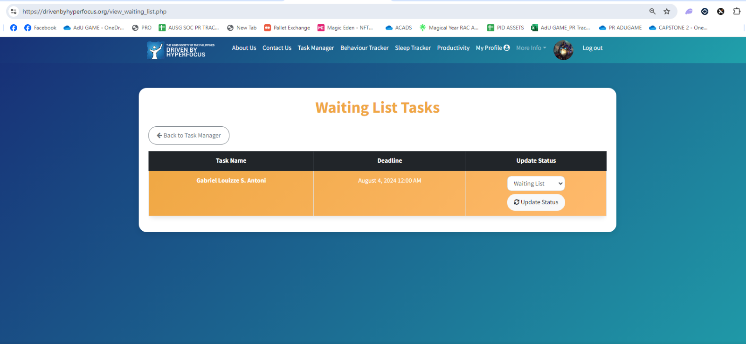 https://drivenbyhyperfocus.org/view_waiting_list.php
Facebook
AdU GAME - OneDr...
PRO
AUSG SOC PR TRAC...
New Tab
Pallet Exchange
Magic Eden - NFT...
ACADS
Magical Year RAC A...
PID ASSETS
AdU GAME_PR Trac...
PR ADUGAME
CAPSTONE 2 - One...
DRIVEN BY
HYPERFOCUS
About Us
Contact Us
Task Manager
Behaviour Tracker
Sleep Tracker
Productivity
My Profile
More Info
Log out
Waiting List Tasks
Back to Task Manager
Task Name
Deadline
Update Status
Gabriel Louizze S. Antoni
August 4, 2024 12:00 AM
Waiting List
Update Status